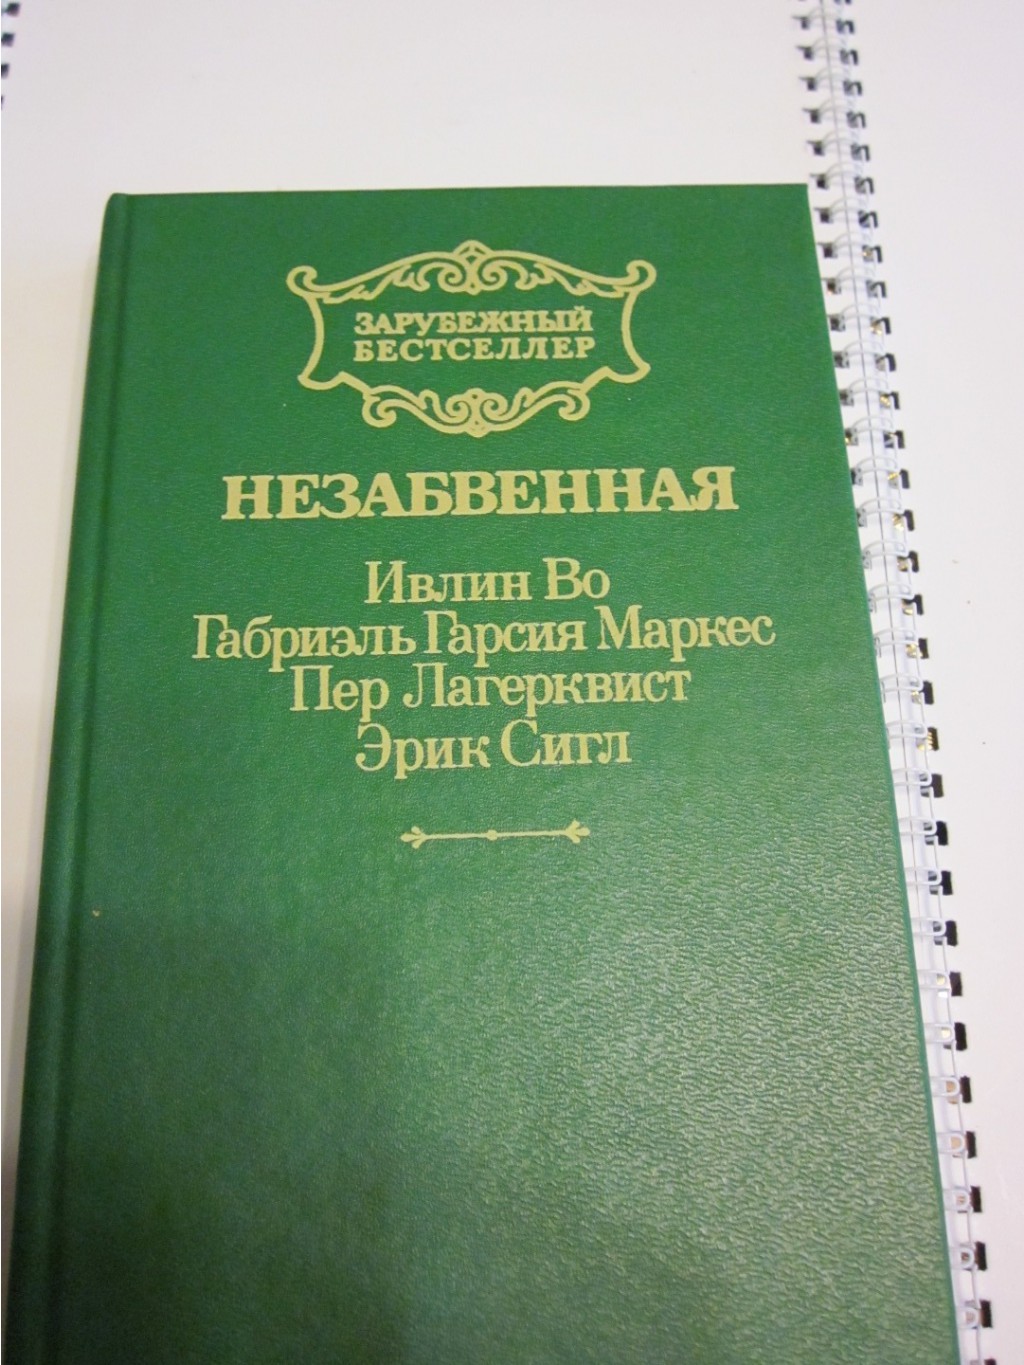 ЗАРУБЕЖНЫЙ
БЕСТСЕЛЛЕР
НЕЗАБВЕННАЯ
Ивлин Во
Габриэль Гарсия Маркес
Пер Лагерквист
Эрик Сигл